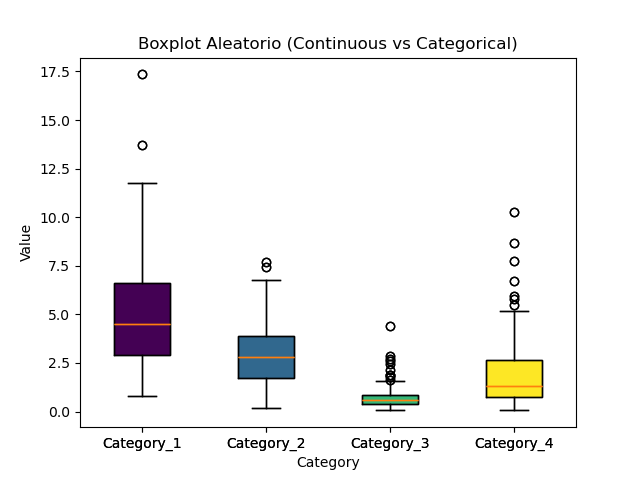 Boxplot Aleatorio (Continuous vs Categorical)
17.5
15.0
12.5
10.0
7.5
5.0
2.5
0.0
Value
Category_1 Category_2 Category_3 Category_4
Category